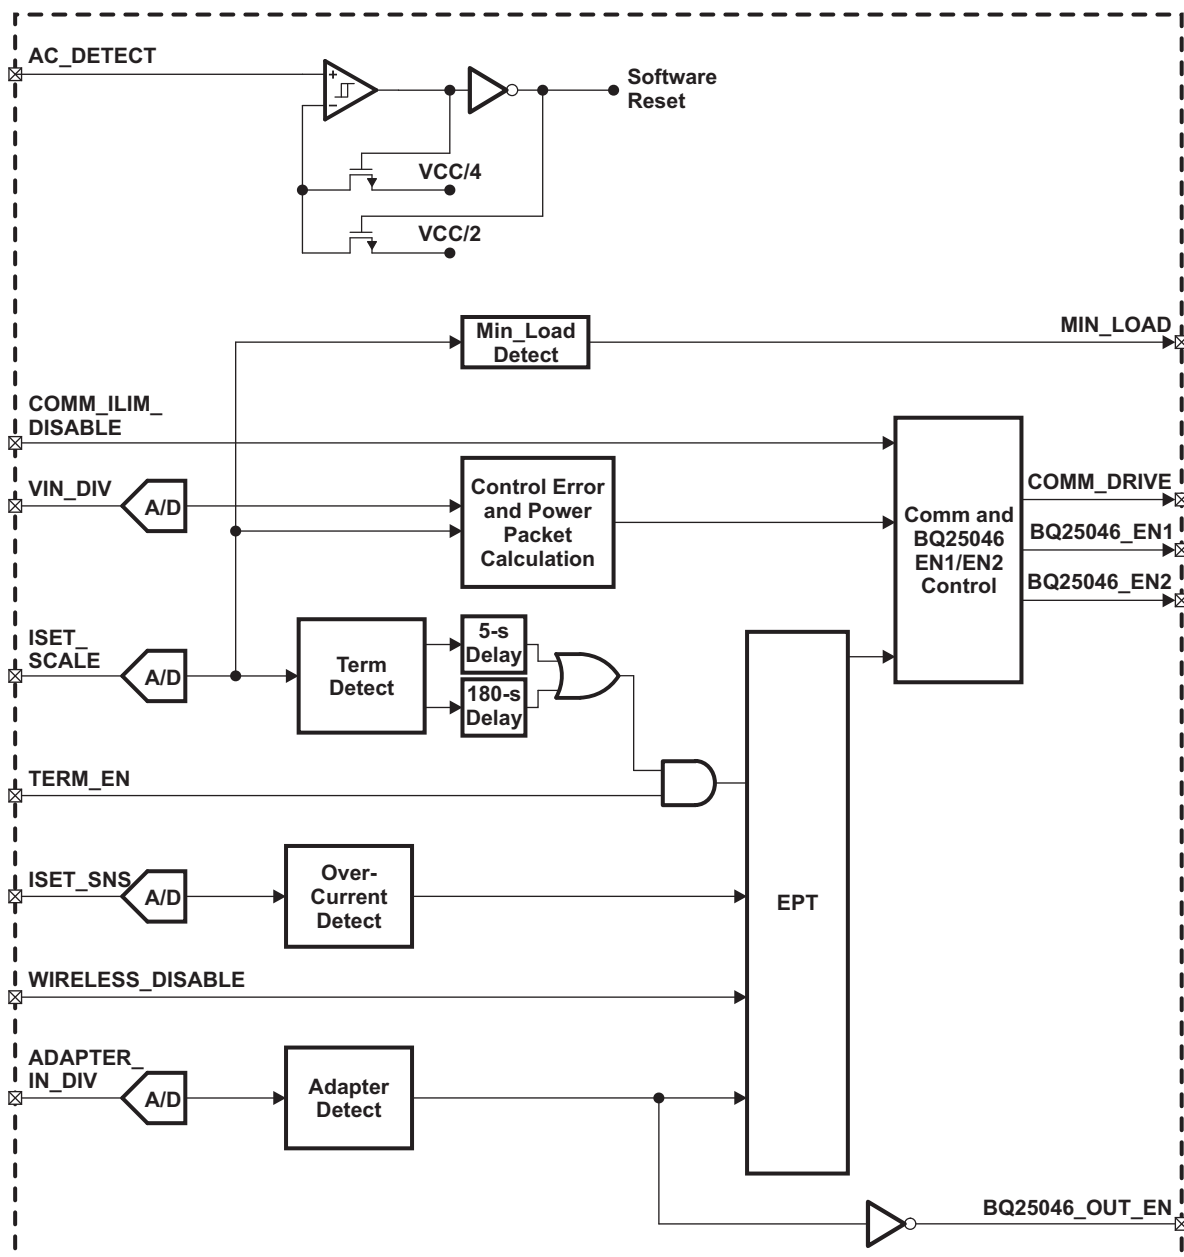 AC_DETECT
+
−
Software
Reset
VCC/4
VCC/2
Min_Load
Detect
MIN_LOAD
COMM_ILIM_
DISABLE
VIN_DIV
A/D
Control Error
and Power
Packet
Calculation
Comm and
BQ25046
EN1/EN2
Control
COMM_DRIVE
BQ25046_EN1
BQ25046_EN2
ISET_
SCALE
A/D
Term
Detect
5-s
Delay
180-s
Delay
TERM_EN
ISET_SNS
A/D
Over-
Current
Detect
EPT
WIRELESS_DISABLE
ADAPTER_
IN_DIV
A/D
Adapter
Detect
BQ25046_OUT_EN